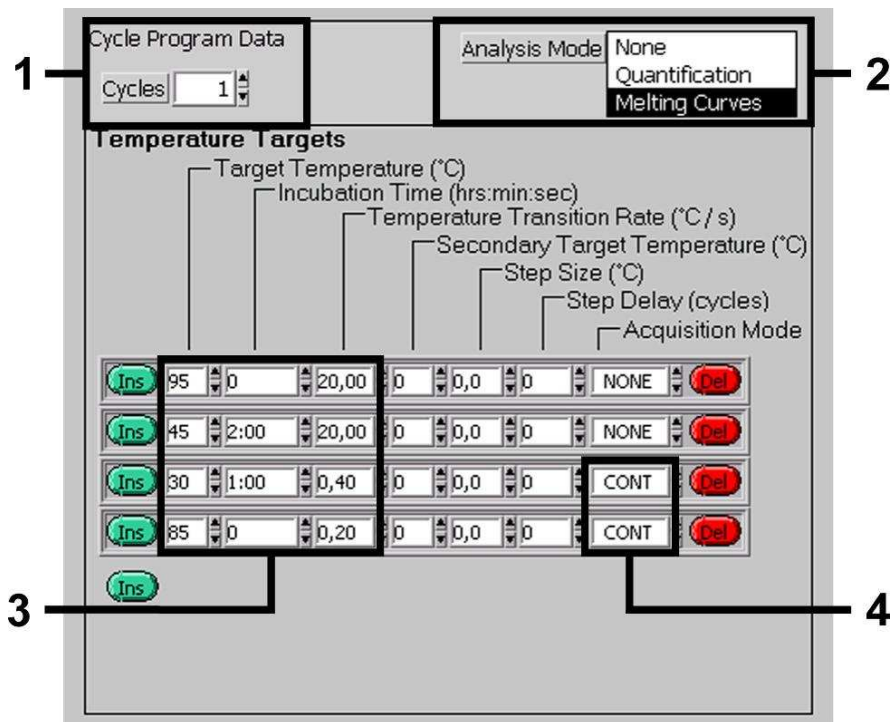 Cycle Program Data
Analysis Mode None
Quantification
Melting Curves
1
2
Cycles 1
Temperature Targets
Target Temperature (°C)
Incubation Time (hrs:min:sec)
Temperature Transition Rate (°C / s)
Secondary Target Temperature (°C)
Step Size (°C)
Step Delay (cycles)
Acquisition Mode
Ins 95 0 20,00 0 0,0 0 NONE Del
Ins 45 2:00 20,00 0 0,0 0 NONE Del
Ins 30 1:00 0,40 0 0,0 0 CONT Del
Ins 85 0 0,20 0 0,0 0 CONT Del
Ins
3
4